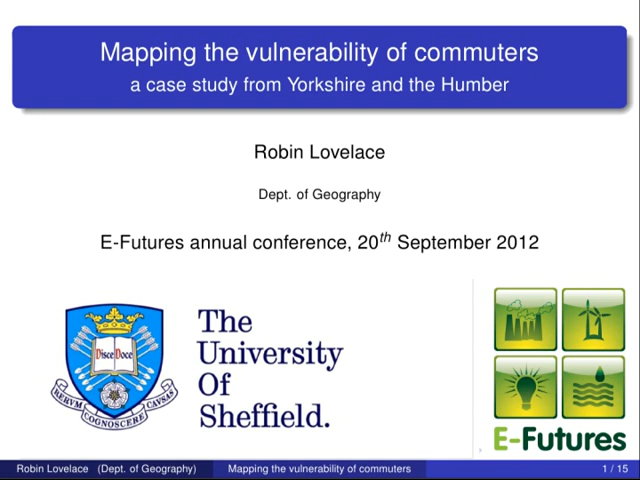 Mapping the vulnerability of commuters
a case study from Yorkshire and the Humber
Robin Lovelace
Dept. of Geography
E-Futures annual conference, 20th September 2012
Disce Doce
RERVM COGNOSCERE CAVSAS
The
University
Of
Sheffield.
E-Futures
Robin Lovelace (Dept. of Geography) Mapping the vulnerability of commuters 1 / 15